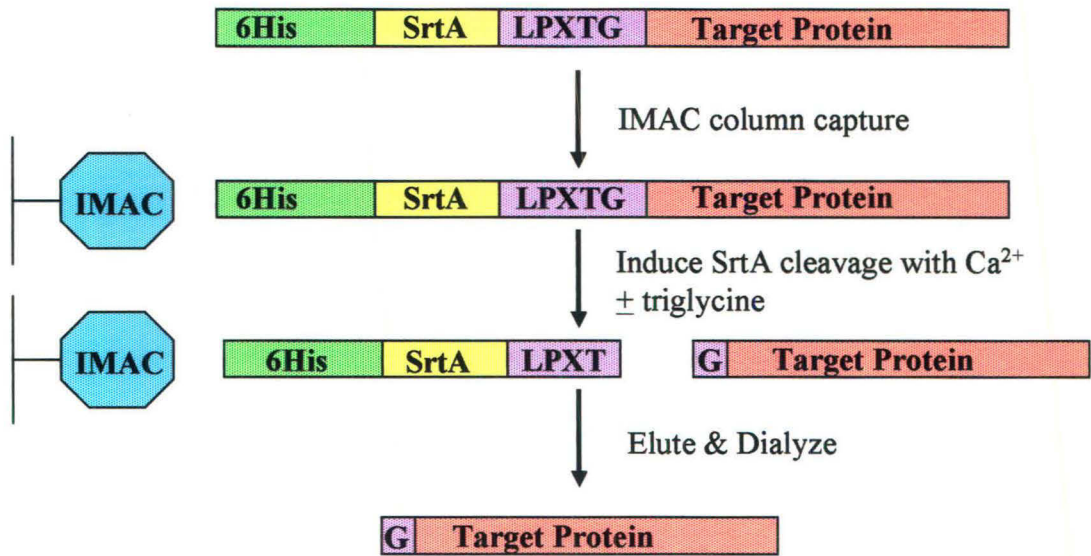 6His SrtA LPXTG Target Protein
IMAC column capture
IMAC 6His SrtA LPXTG Target Protein
Induce SrtA cleavage with Ca²⁺
± triglycine
IMAC 6His SrtA LPXT G Target Protein
Elute & Dialyze
G Target Protein